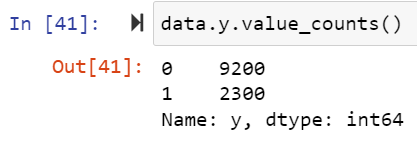 In [41]: data.y.value_counts()
Out[41]: 0    9200
1    2300
Name: y, dtype: int64